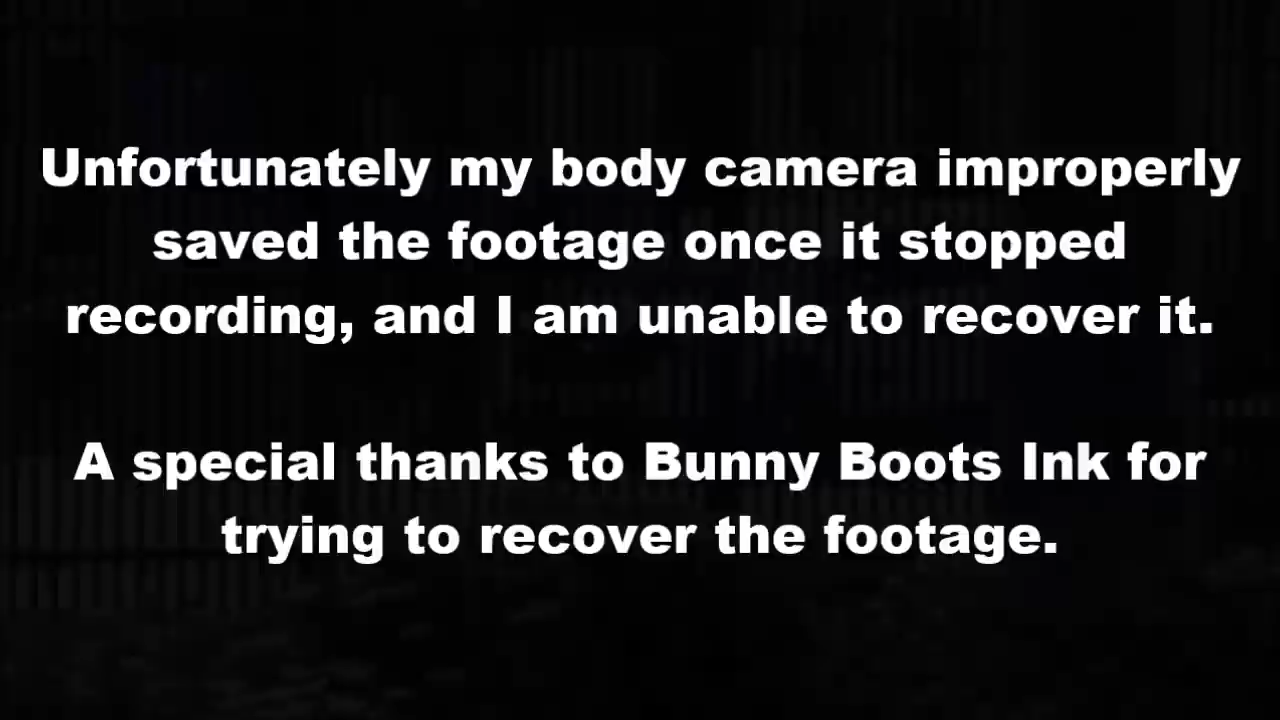 Unfortunately my body camera improperly
saved the footage once it stopped
recording, and I am unable to recover it.
A special thanks to Bunny Boots Ink for
trying to recover the footage.